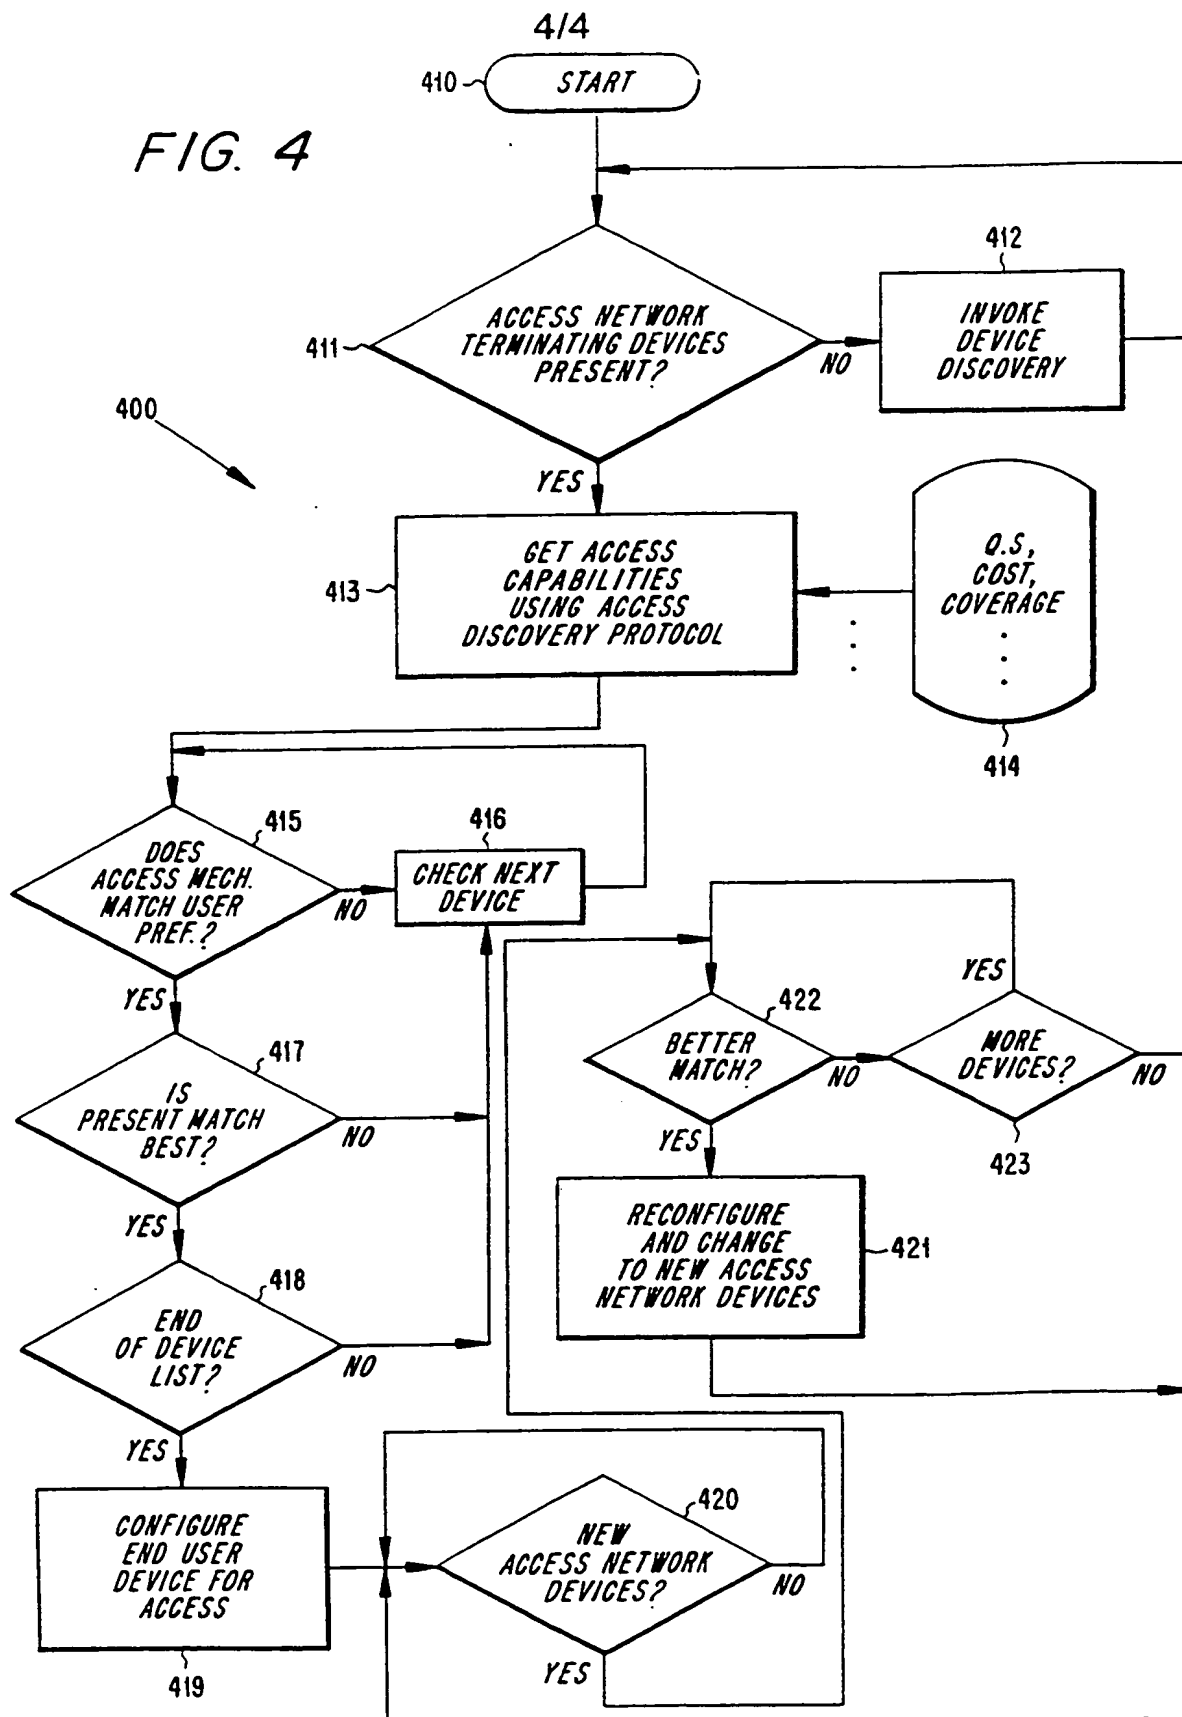 4/4
410
START
FIG. 4
412
ACCESS NETWORK
TERMINATING DEVICES
PRESENT?
411
NO
INVOKE
DEVICE
DISCOVERY
400
YES
GET ACCESS
CAPABILITIES
USING ACCESS
DISCOVERY PROTOCOL
413
Q.S,
COST,
COVERAGE
414
415
DOES
ACCESS MECH.
MATCH USER
PREF.?
NO
416
CHECK NEXT
DEVICE
YES
417
IS
PRESENT MATCH
BEST?
NO
YES
418
END
OF DEVICE
LIST?
NO
YES
422
BETTER
MATCH?
NO
YES
MORE
DEVICES?
NO
423
YES
RECONFIGURE
AND CHANGE
TO NEW ACCESS
NETWORK DEVICES
421
CONFIGURE
END USER
DEVICE FOR
ACCESS
419
420
NEW
ACCESS NETWORK
DEVICES?
NO
YES